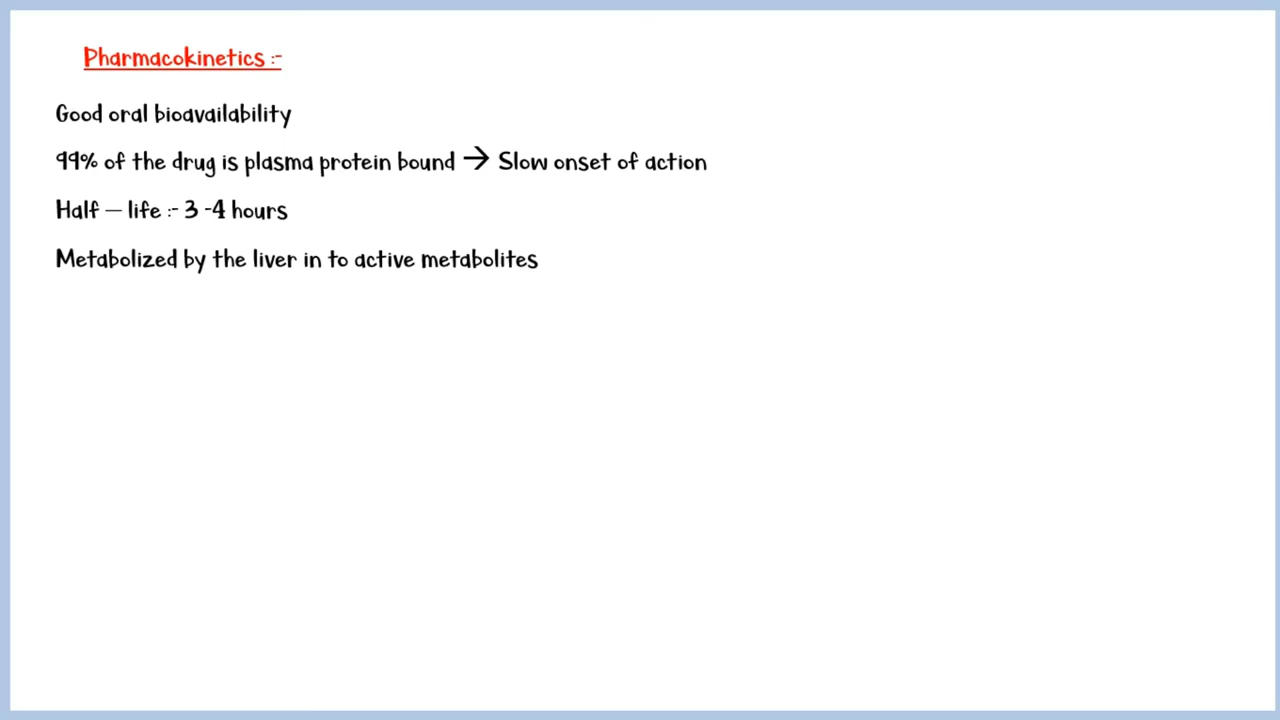 Pharmacokinetics :-
Good oral bioavailability
99% of the drug is plasma protein bound → Slow onset of action
Half – life :- 3 -4 hours
Metabolized by the liver in to active metabolites